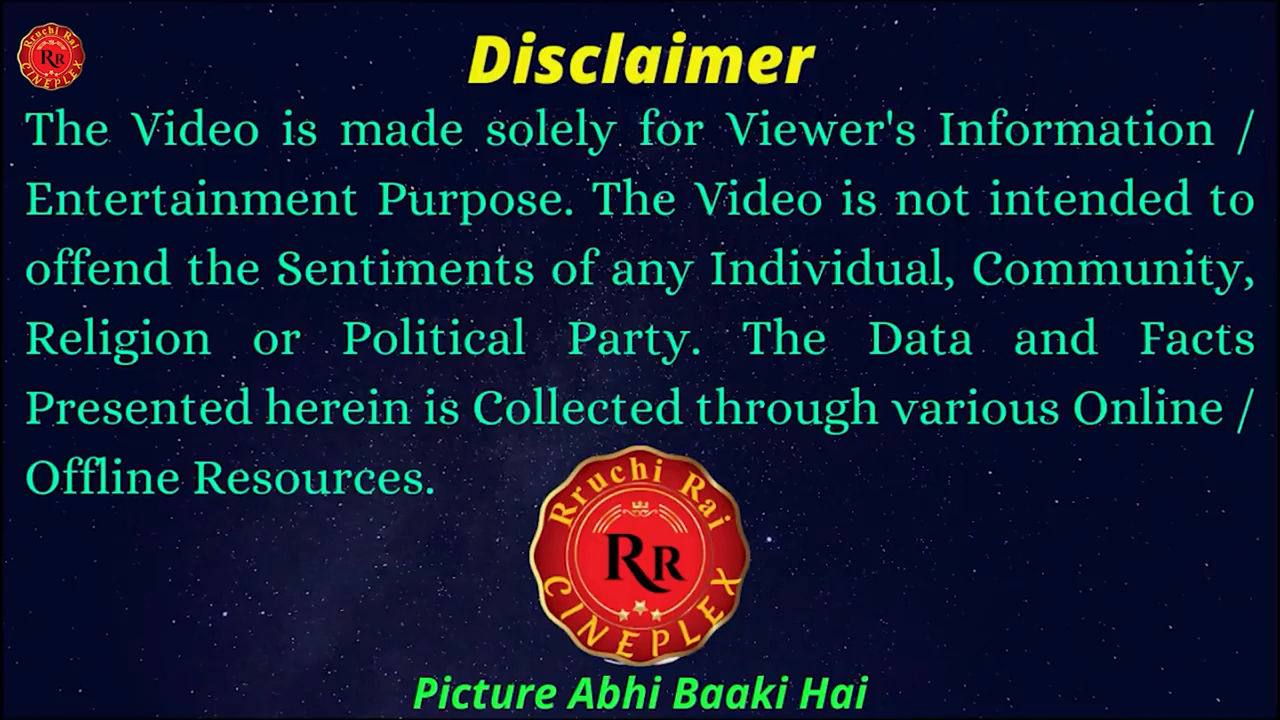 Rruchi Rai
RR
CINEPLEX
Disclaimer
The Video is made solely for Viewer's Information /
Entertainment Purpose. The Video is not intended to
offend the Sentiments of any Individual, Community,
Religion or Political Party. The Data and Facts
Presented herein is Collected through various Online /
Offline Resources.
Rruchi Rai
RR
CINEPLEX
Picture Abhi Baaki Hai